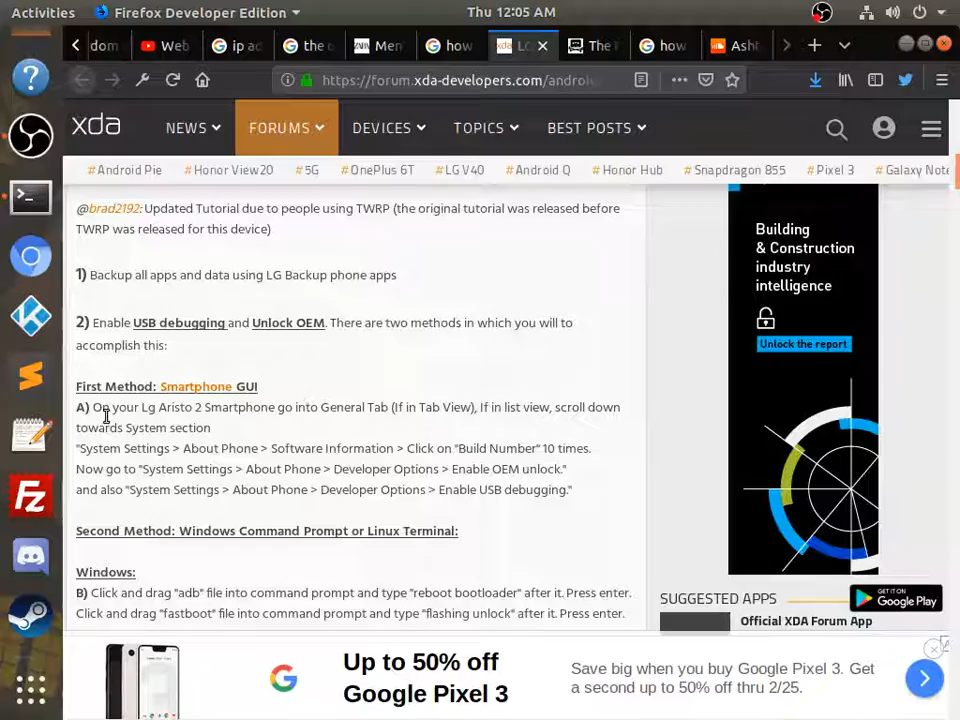 Activities
Firefox Developer Edition
Thu 12:05 AM
dom
Web
ip ad
the o
Men
how
LG
The I
how
Asht
https://forum.xda-developers.com/androi
xda
NEWS
FORUMS
DEVICES
TOPICS
BEST POSTS
#Android Pie
#Honor View20
#5G
#OnePlus 6T
#LG V40
#Android Q
#Honor Hub
#Snapdragon 855
#Pixel 3
#Galaxy Note
@brad2192: Updated Tutorial due to people using TWRP (the original tutorial was released before
TWRP was released for this device)
1) Backup all apps and data using LG Backup phone apps
2) Enable USB debugging and Unlock OEM. There are two methods in which you will to
accomplish this:
First Method: Smartphone GUI
A) On your Lg Aristo 2 Smartphone go into General Tab (If in Tab View), If in list view, scroll down
towards System section
"System Settings > About Phone > Software Information > Click on "Build Number" 10 times.
Now go to "System Settings > About Phone > Developer Options > Enable OEM unlock."
and also "System Settings > About Phone > Developer Options > Enable USB debugging."
Second Method: Windows Command Prompt or Linux Terminal:
Windows:
B) Click and drag "adb" file into command prompt and type "reboot bootloader" after it. Press enter.
Click and drag "fastboot" file into command prompt and type "flashing unlock" after it. Press enter.
Building
& Construction
industry
intelligence
Unlock the report
SUGGESTED APPS
GET IT ON
Google Play
Official XDA Forum App
Up to 50% off
Google Pixel 3
Save big when you buy Google Pixel 3. Get
a second up to 50% off thru 2/25.